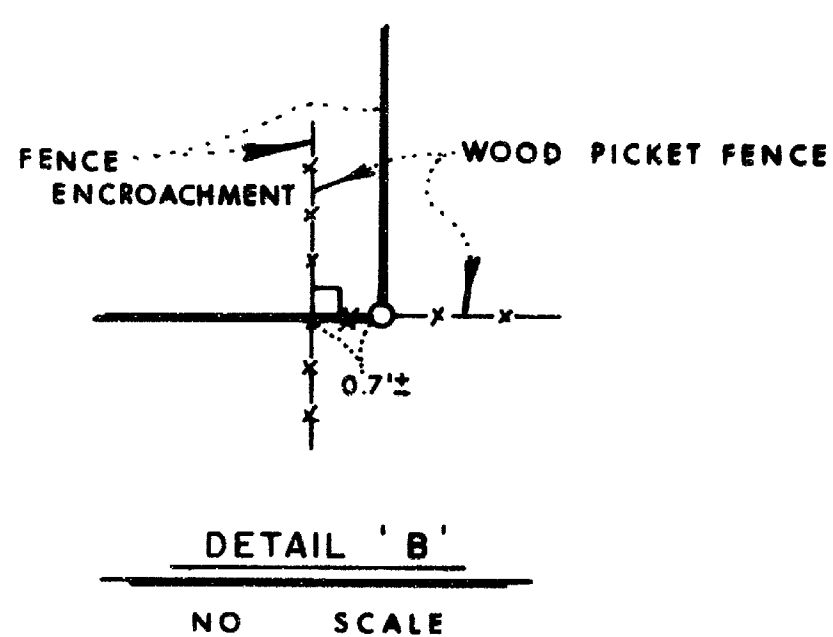 FENCE
ENCROACHMENT
WOOD PICKET FENCE
0.7'±
DETAIL 'B'
NO SCALE